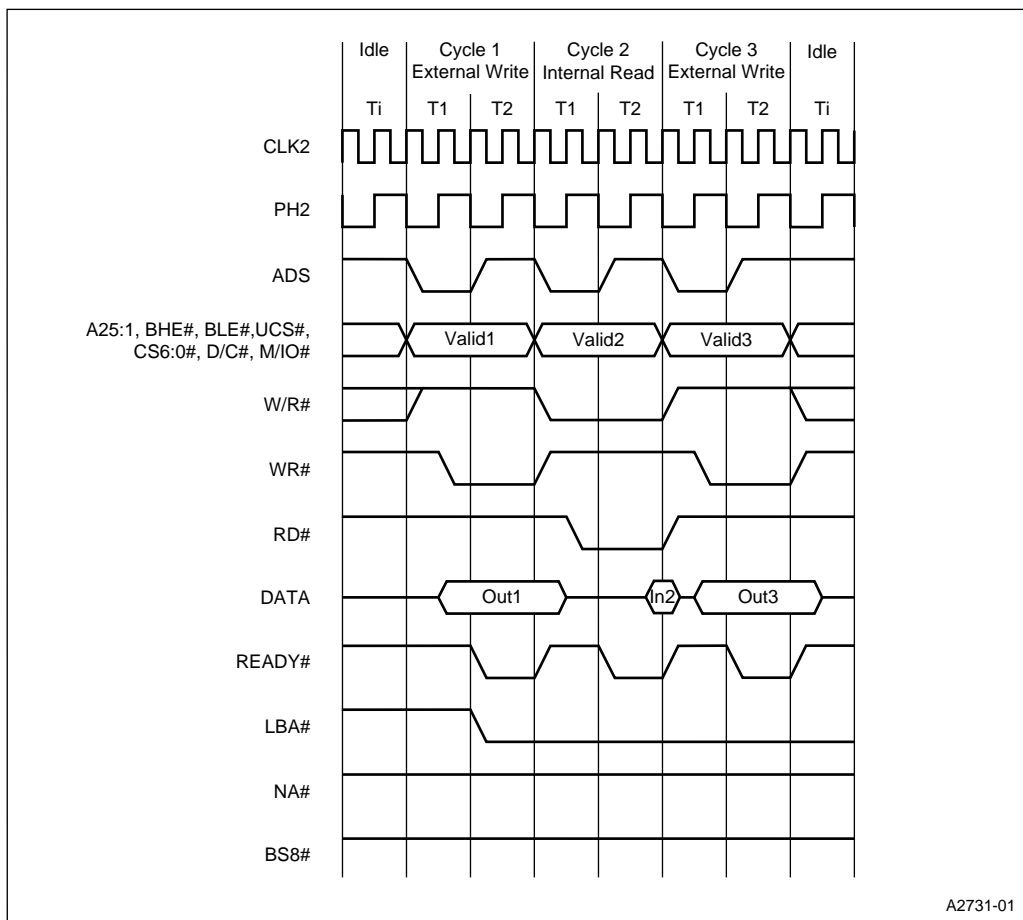 Idle
Cycle 1
External Write
Cycle 2
Internal Read
Cycle 3
External Write
Idle
Ti
T1
T2
T1
T2
T1
T2
Ti
CLK2
PH2
ADS
A25:1, BHE#, BLE#,UCS#,
CS6:0#, D/C#, M/IO#
Valid1
Valid2
Valid3
W/R#
WR#
RD#
DATA
Out1
In2
Out3
READY#
LBA#
NA#
BS8#
A2731-01